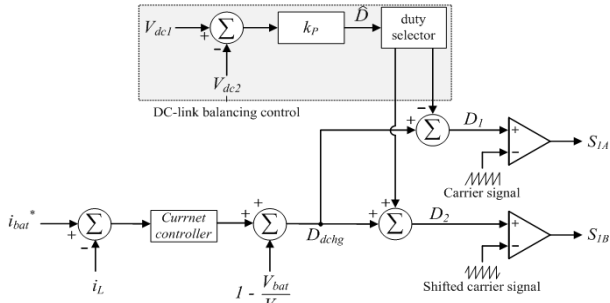 V_dc1
+
Σ
−
k_P
D̂
duty
selector
V_dc2
DC-link balancing control
−
+
Σ
D_1
+
−
S_1A
Carrier signal
i_bat*
+
Σ
−
Currnet
controller
+
+
Σ
D_dchg
+
+
Σ
D_2
+
−
S_1B
Shifted carrier signal
i_L
1 - V_bat